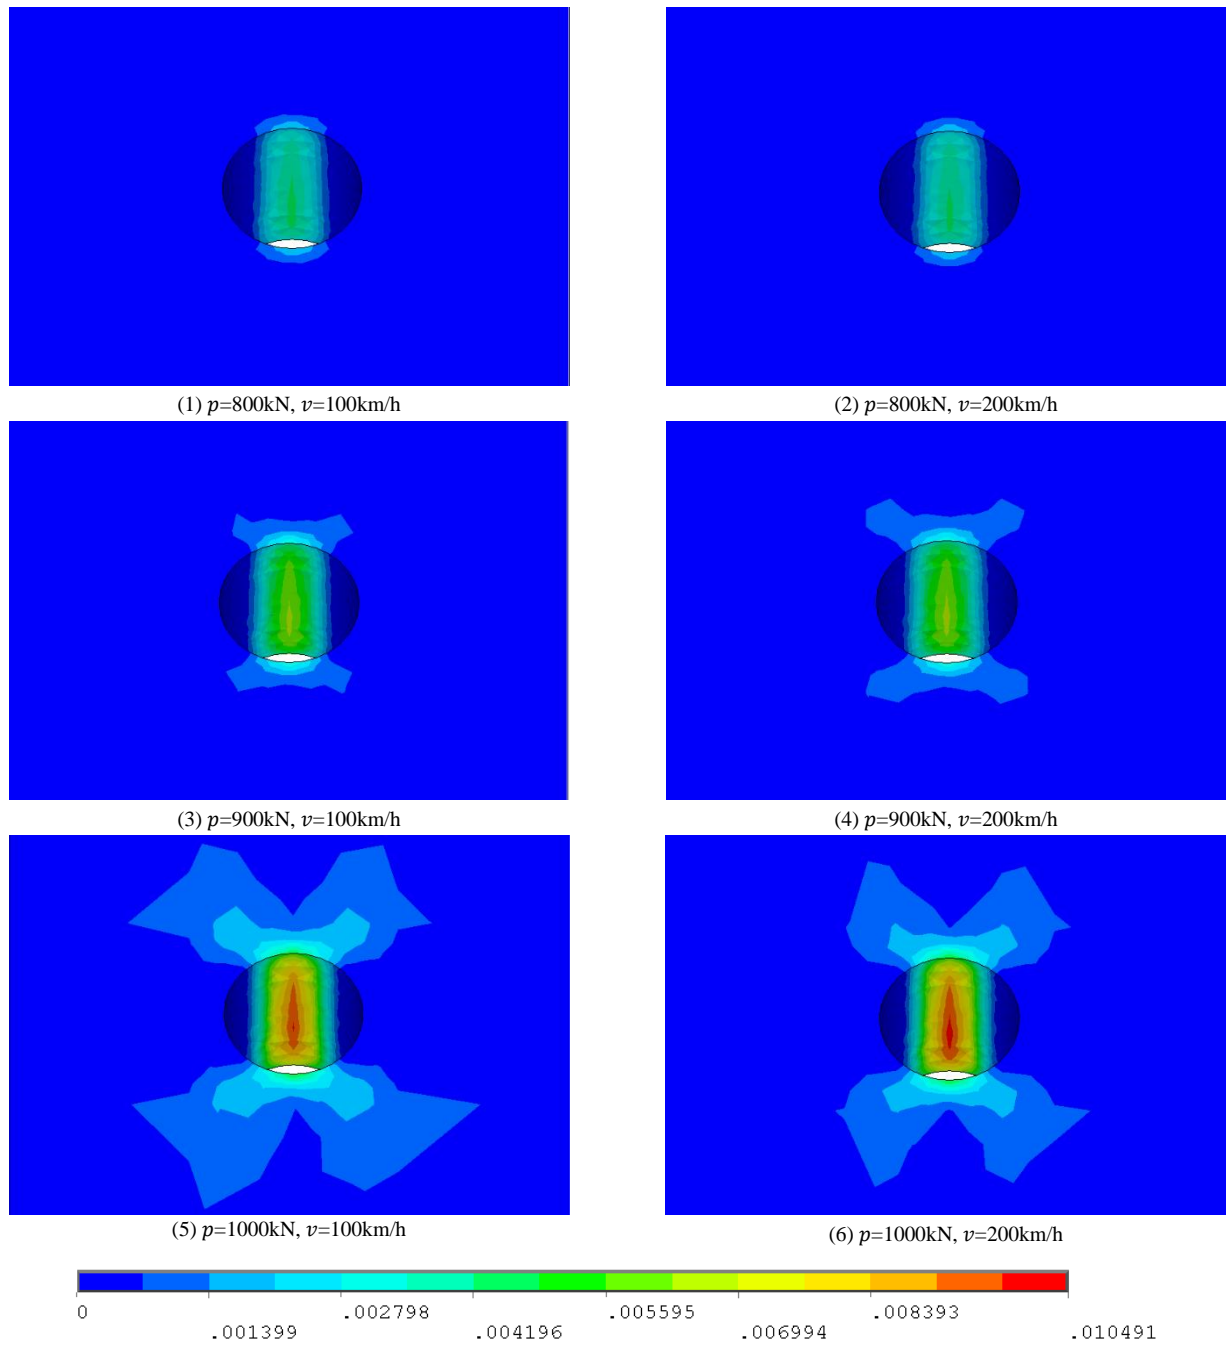 (1) 𝑝=800kN, 𝑣=100km/h
(2) 𝑝=800kN, 𝑣=200km/h
(3) 𝑝=900kN, 𝑣=100km/h
(4) 𝑝=900kN, 𝑣=200km/h
(5) 𝑝=1000kN, 𝑣=100km/h
(6) 𝑝=1000kN, 𝑣=200km/h
0 .002798 .005595 .008393
.001399 .004196 .006994 .010491